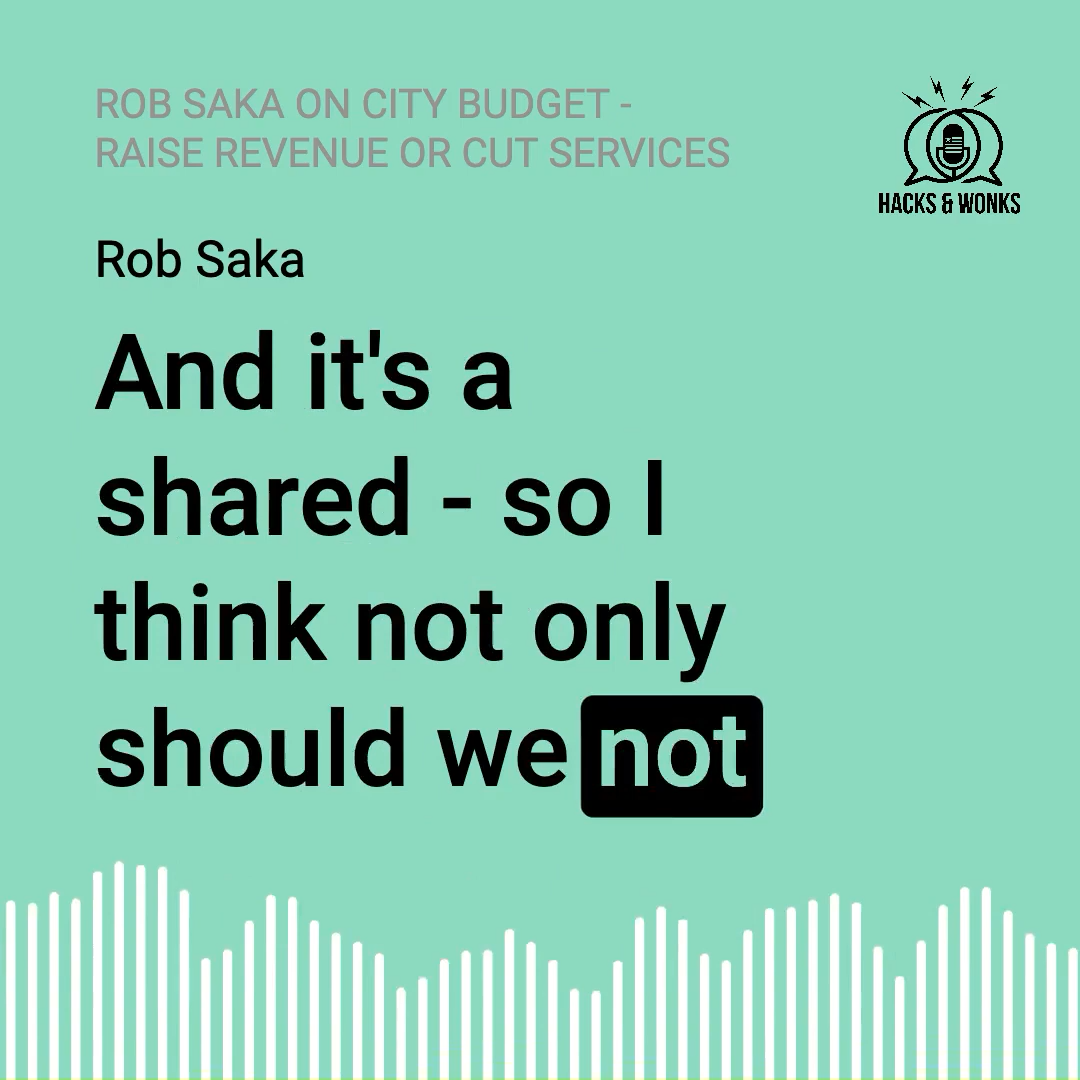 ROB SAKA ON CITY BUDGET -
RAISE REVENUE OR CUT SERVICES
HACKS & WONKS
Rob Saka
And it's a
shared - so I
think not only
should we not